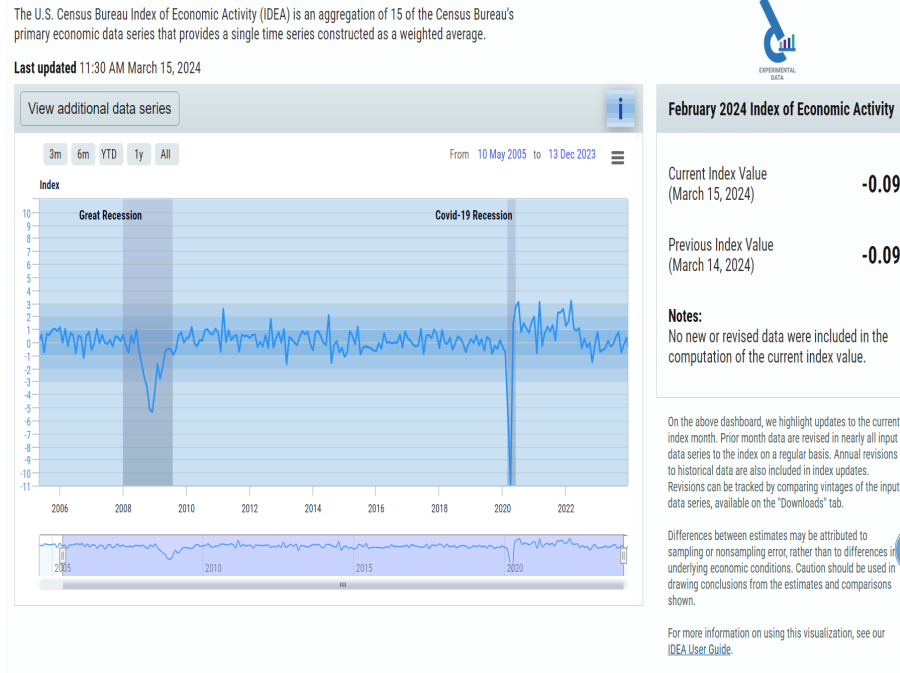 The U.S. Census Bureau Index of Economic Activity (IDEA) is an aggregation of 15 of the Census Bureau's
primary economic data series that provides a single time series constructed as a weighted average.
Last updated 11:30 AM March 15, 2024
EXPERIMENTAL
DATA
View additional data series
i
3m 6m YTD 1y All
From 10 May 2005 to 13 Dec 2023
Index
Great Recession
Covid-19 Recession
10
9
8
7
6
5
4
3
2
1
0
-1
-2
-3
-4
-5
-6
-7
-8
-9
-10
-11
2006 2008 2010 2012 2014 2016 2018 2020 2022
2005 2010 2015 2020
February 2024 Index of Economic Activity
Current Index Value
(March 15, 2024)
-0.09
Previous Index Value
(March 14, 2024)
-0.09
Notes:
No new or revised data were included in the
computation of the current index value.
On the above dashboard, we highlight updates to the current
index month. Prior month data are revised in nearly all input
data series to the index on a regular basis. Annual revisions
to historical data are also included in index updates.
Revisions can be tracked by comparing vintages of the input
data series, available on the "Downloads" tab.
Differences between estimates may be attributed to
sampling or nonsampling error, rather than to differences in
underlying economic conditions. Caution should be used in
drawing conclusions from the estimates and comparisons
shown.
For more information on using this visualization, see our
IDEA User Guide.